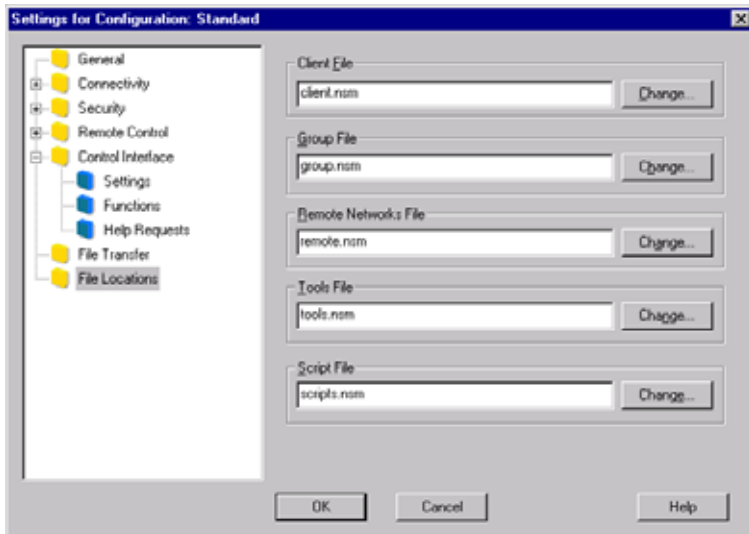 Settings for Configuration: Standard
General
Connectivity
Security
Remote Control
Control Interface
Settings
Functions
Help Requests
File Transfer
File Locations
Client File
client.nsm
Change...
Group File
group.nsm
Change...
Remote Networks File
remote.nsm
Change...
Tools File
tools.nsm
Change...
Script File
scripts.nsm
Change...
OK
Cancel
Help